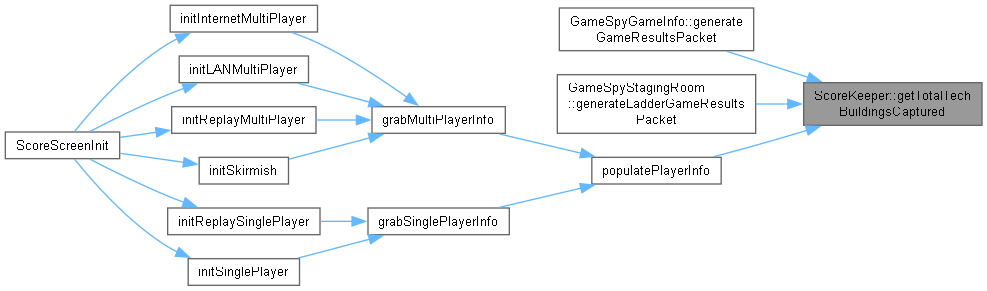 initInternetMultiPlayer
GameSpyGameInfo::generate
GameResultsPacket
initLANMultiPlayer
GameSpyStagingRoom
::generateLadderGameResults
Packet
ScoreKeeper::getTotalTech
BuildingsCaptured
initReplayMultiPlayer
grabMultiPlayerInfo
ScoreScreenInit
initSkirmish
populatePlayerInfo
initReplaySinglePlayer
grabSinglePlayerInfo
initSinglePlayer